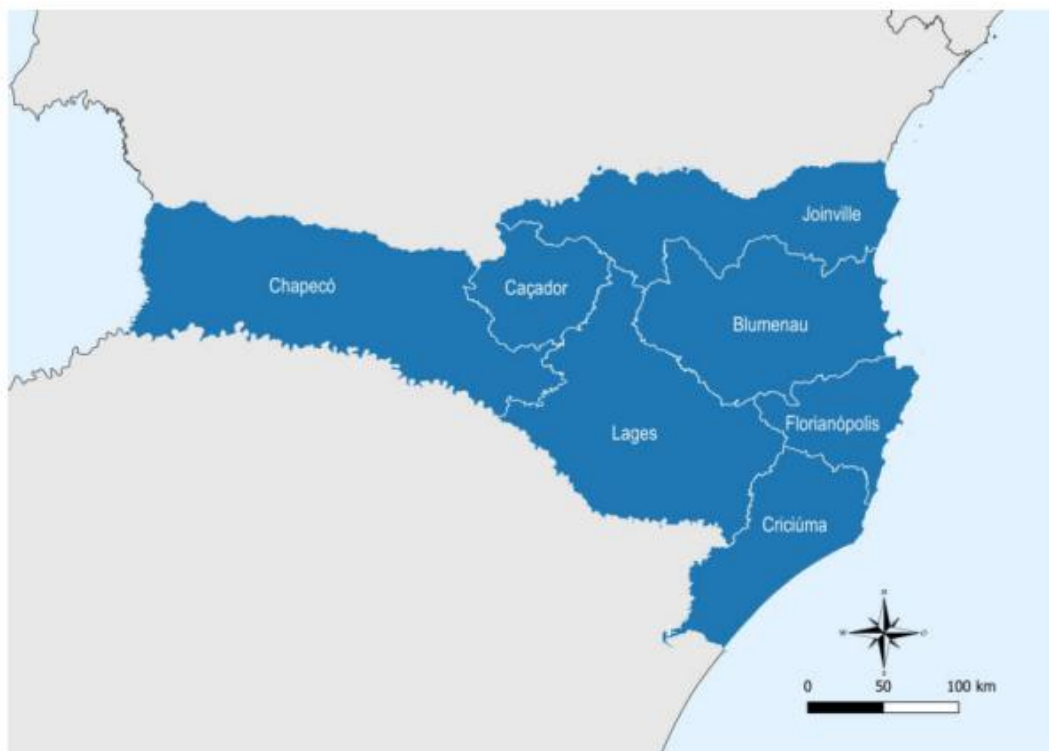 Joinville
Chapecó
Caçador
Blumenau
Florianópolis
Lages
Criciúma
N
W
O
S
0 50 100 km